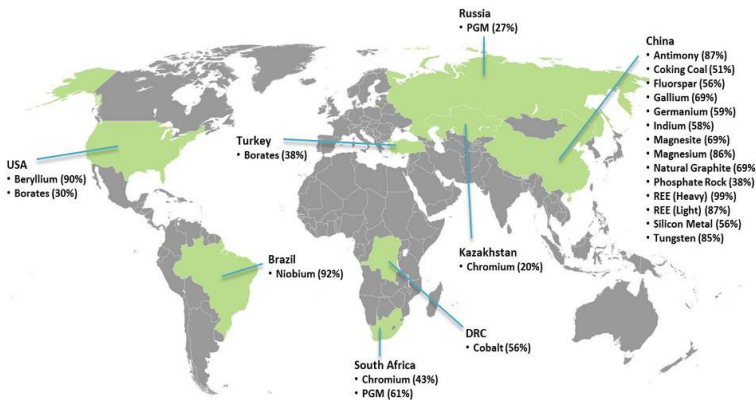 Russia
• PGM (27%)
China
• Antimony (87%)
• Coking Coal (51%)
• Fluorspar (56%)
• Gallium (69%)
• Germanium (59%)
• Indium (58%)
• Magnesite (69%)
• Magnesium (86%)
• Natural Graphite (69%)
• Phosphate Rock (38%)
• REE (Heavy) (99%)
• REE (Light) (87%)
• Silicon Metal (56%)
• Tungsten (85%)
Turkey
• Borates (38%)
USA
• Beryllium (90%)
• Borates (30%)
Brazil
• Niobium (92%)
Kazakhstan
• Chromium (20%)
DRC
• Cobalt (56%)
South Africa
• Chromium (43%)
• PGM (61%)